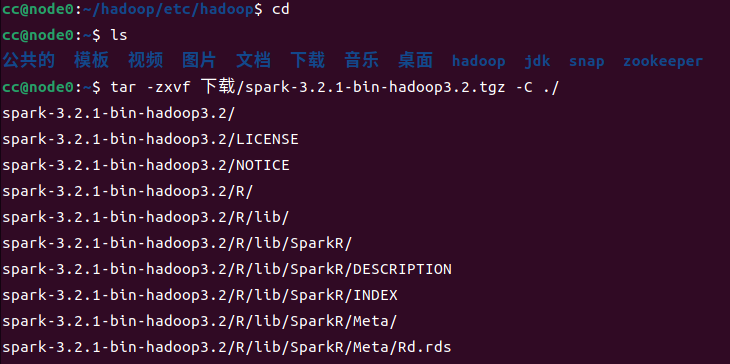 cc@node0:~/hadoop/etc/hadoop$ cd
cc@node0:~$ ls
公共的 模板 视频 图片 文档 下载 音乐 桌面 hadoop jdk snap zookeeper
cc@node0:~$ tar -zxvf 下载/spark-3.2.1-bin-hadoop3.2.tgz -C ./
spark-3.2.1-bin-hadoop3.2/
spark-3.2.1-bin-hadoop3.2/LICENSE
spark-3.2.1-bin-hadoop3.2/NOTICE
spark-3.2.1-bin-hadoop3.2/R/
spark-3.2.1-bin-hadoop3.2/R/lib/
spark-3.2.1-bin-hadoop3.2/R/lib/SparkR/
spark-3.2.1-bin-hadoop3.2/R/lib/SparkR/DESCRIPTION
spark-3.2.1-bin-hadoop3.2/R/lib/SparkR/INDEX
spark-3.2.1-bin-hadoop3.2/R/lib/SparkR/Meta/
spark-3.2.1-bin-hadoop3.2/R/lib/SparkR/Meta/Rd.rds